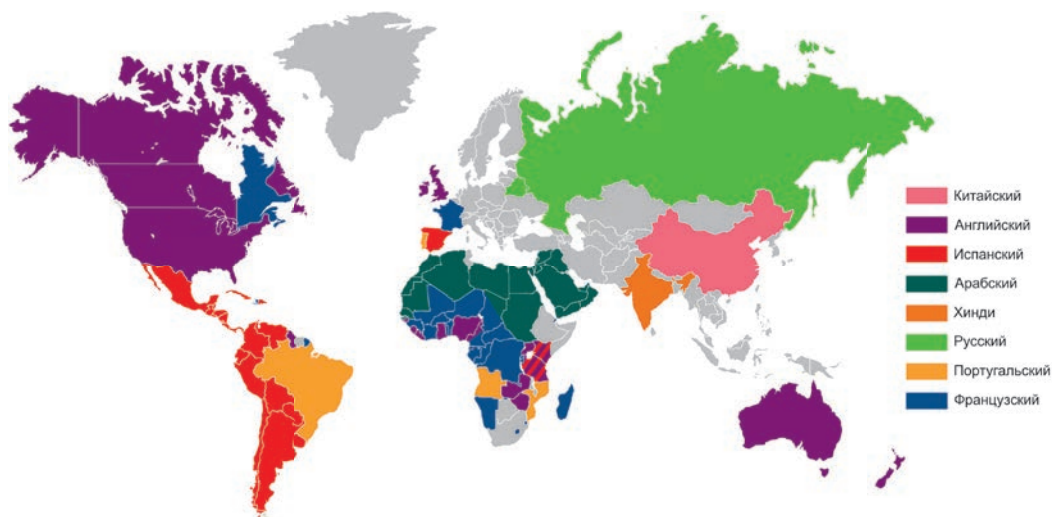 Китайский
Английский
Испанский
Арабский
Хинди
Русский
Португальский
Французский